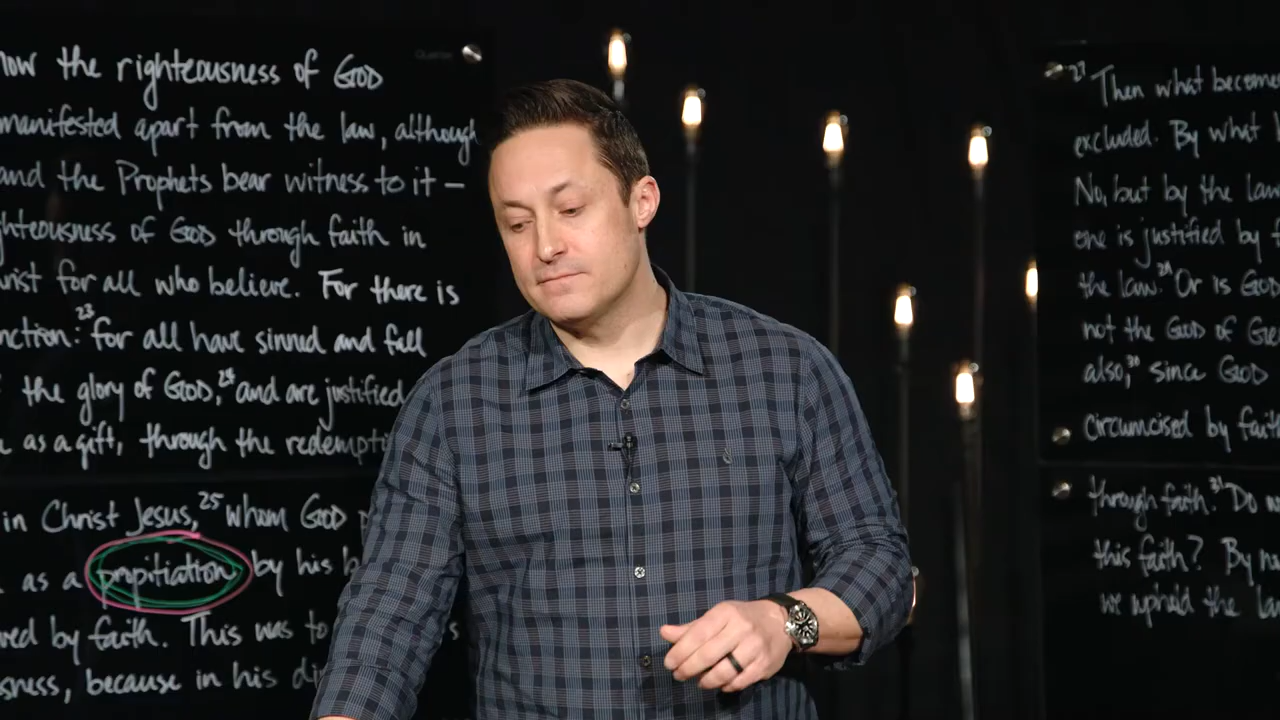 now the righteousness of GOD
manifested apart from the law, although
and the Prophets bear witness to it —
ghteousness of GOD through faith in
rist for all who believe. For there is
nction: 23 for all have sinned and fall
the glory of GOD, 24 and are justified
as a gift, through the redempti
in Christ Jesus, 25 whom GOD
as a propitiation by his b
ved by faith. This was to s
sness, because in his di
27 Then what become
excluded. By what
No, but by the law
one is justified by f
the law. 29 Or is GOD
not the GOD of Ge
also, 30 since GOD
circumcised by faith
through faith. 31 Do w
this faith? By n
we uphold the la